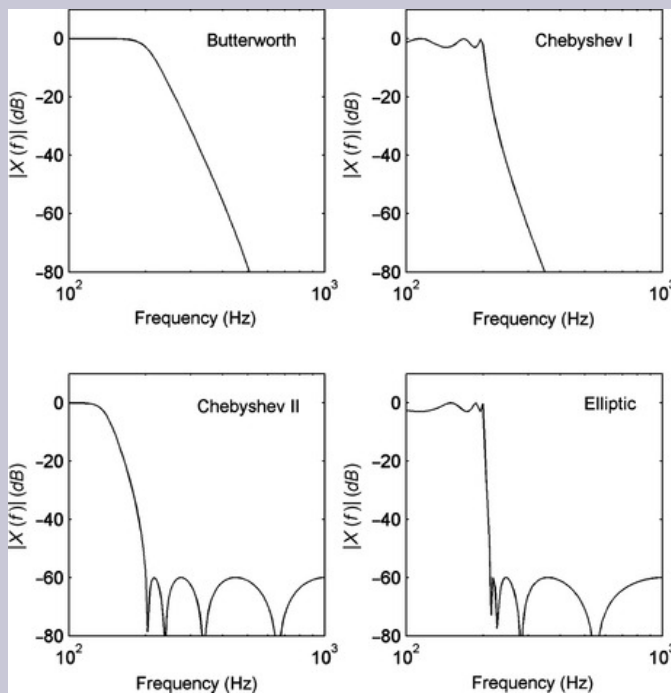 Butterworth
0
−20
−40
−60
−80
|X (f)| (dB)
10²
10³
Frequency (Hz)
Chebyshev I
0
−20
−40
−60
−80
|X (f)| (dB)
10²
Frequency (Hz)
Chebyshev II
0
−20
−40
−60
−80
|X (f)| (dB)
10²
10³
Frequency (Hz)
Elliptic
0
−20
−40
−60
−80
|X (f)| (dB)
10²
Frequency (Hz)